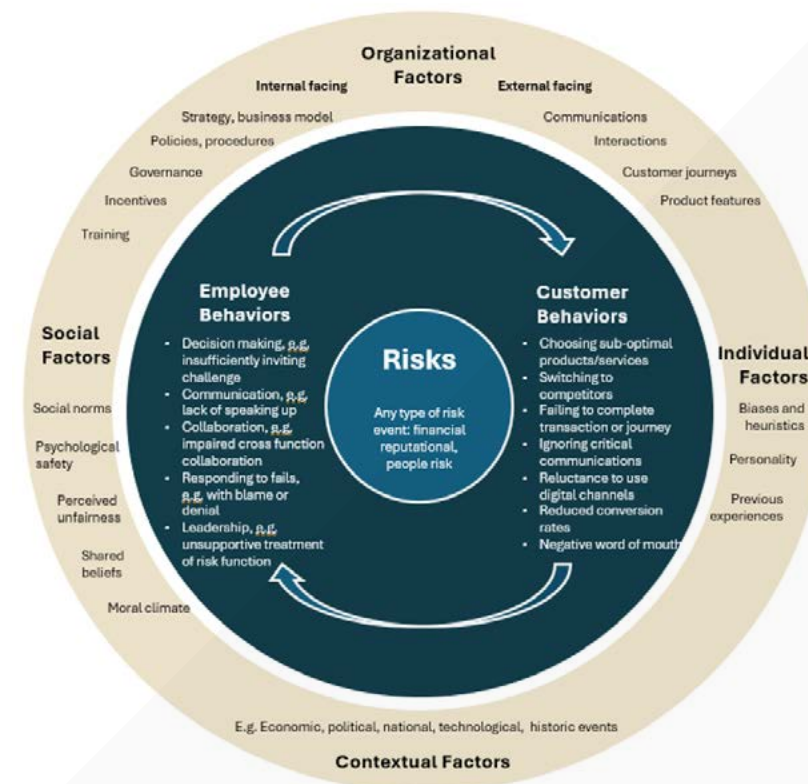 Organizational
Factors
Internal facing
Strategy, business model
Policies, procedures
Governance
Incentives
Training
External facing
Communications
Interactions
Customer journeys
Product features
Social
Factors
Social norms
Psychological
safety
Perceived
unfairness
Shared
beliefs
Moral climate
Employee
Behaviors
• Decision making, e.g.
insufficiently inviting
challenge
• Communication, e.g.
lack of speaking up
• Collaboration, e.g.
impaired cross function
collaboration
• Responding to fails,
e.g. with blame or
denial
• Leadership, e.g.
unsupportive treatment
of risk function
Risks
Any type of risk
event: financial
reputational,
people risk
Customer
Behaviors
• Choosing sub-optimal
products/services
• Switching to
competitors
• Failing to complete
transaction or journey
• Ignoring critical
communications
• Reluctance to use
digital channels
• Reduced conversion
rates
• Negative word of mouth
Individual
Factors
Biases and
heuristics
Personality
Previous
experiences
E.g. Economic, political, national, technological, historic events
Contextual Factors